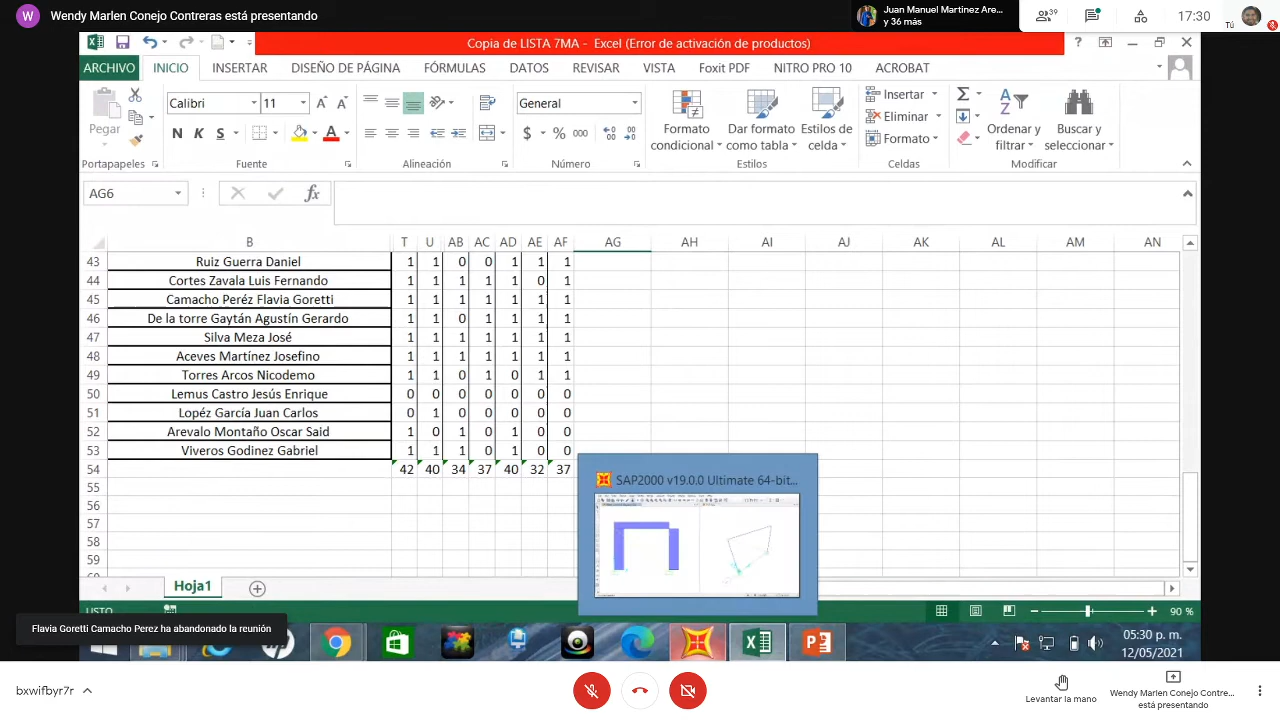 W Wendy Marlen Conejo Contreras está presentando
Juan Manuel Martinez Are...
y 36 más
39
17:30
Tú
Copia de LISTA 7MA - Excel (Error de activación de productos)
?
ARCHIVO INICIO INSERTAR DISEÑO DE PÁGINA FÓRMULAS DATOS REVISAR VISTA Foxit PDF NITRO PRO 10 ACROBAT
Pegar
Calibri 11
N K S
General
$ % 000
Formato condicional
Dar formato como tabla
Estilos de celda
Insertar
Eliminar
Formato
Ordenar y filtrar
Buscar y seleccionar
Portapapeles Fuente Alineación Número Estilos Celdas Modificar
AG6 fx
B T U AB AC AD AE AF AG AH AI AJ AK AL AM AN
43 Ruiz Guerra Daniel 1 1 0 0 1 1 1
44 Cortes Zavala Luis Fernando 1 1 1 1 1 0 1
45 Camacho Peréz Flavia Goretti 1 1 1 1 1 1 1
46 De la torre Gaytán Agustín Gerardo 1 1 0 1 1 1 1
47 Silva Meza José 1 1 1 1 1 1 1
48 Aceves Martínez Josefino 1 1 1 1 1 1 1
49 Torres Arcos Nicodemo 1 1 0 1 0 1 1
50 Lemus Castro Jesús Enrique 0 0 0 0 0 0 0
51 Lopéz García Juan Carlos 0 1 0 0 0 0 0
52 Arevalo Montaño Oscar Said 1 0 1 0 1 0 0
53 Viveros Godinez Gabriel 1 1 1 0 1 0 0
54 42 40 34 37 40 32 37
55
56
57
58
59
SAP2000 v19.0.0 Ultimate 64-bit...
Hoja1
LISTO
90 %
Flavia Goretti Camacho Perez ha abandonado la reunión
05:30 p. m.
12/05/2021
bxwifbyr7r
Levantar la mano
Wendy Marlen Conejo Contre...
está presentando